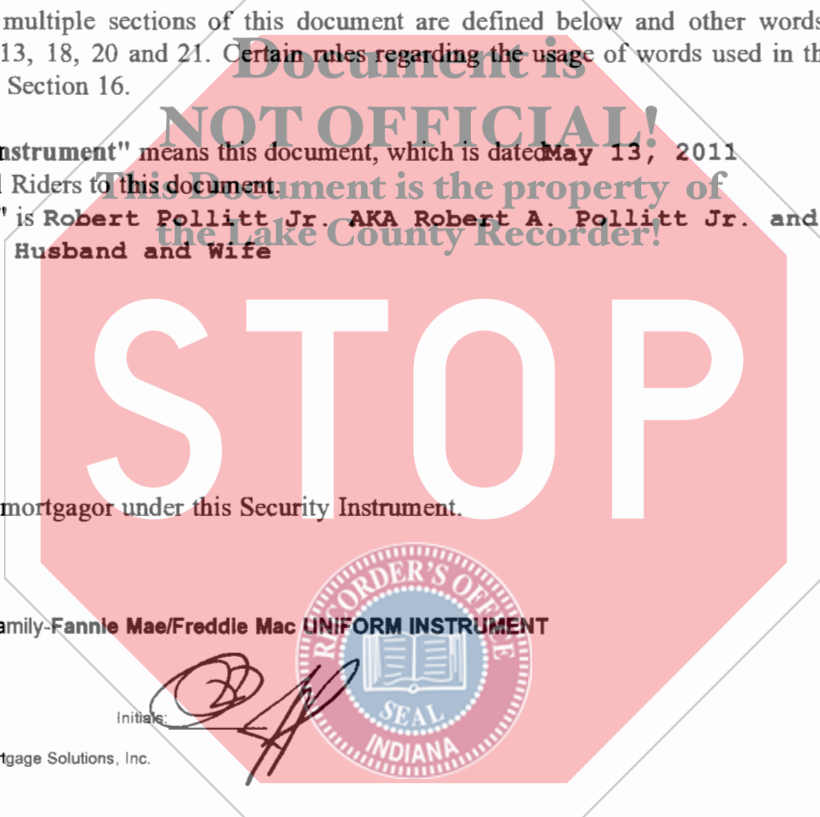 multiple sections of this document are defined below and other words
13, 18, 20 and 21. Certain rules regarding the usage of words used in th
Section 16.
Document is
NOT OFFICIAL!
This Document is the property of
the Lake County Recorder!
nstrument" means this document, which is dated May 13, 2011
l Riders to this document.
" is Robert Pollitt Jr. AKA Robert A. Pollitt Jr. and
Husband and Wife
STOP
mortgagor under this Security Instrument.
amily-Fannie Mae/Freddie Mac UNIFORM INSTRUMENT
RECORDER'S OFFICE
SEAL
INDIANA
Initials:
tgage Solutions, Inc.